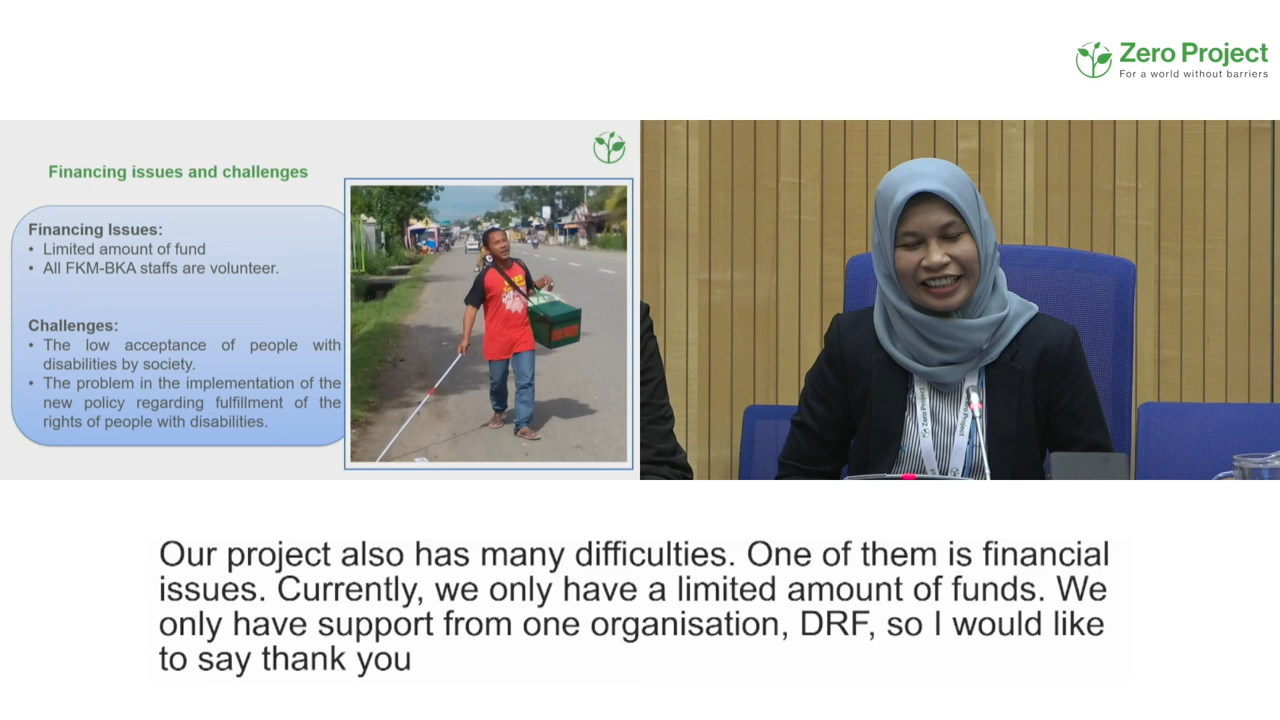 Zero Project
For a world without barriers
Financing issues and challenges
Financing Issues:
• Limited amount of fund
• All FKM-BKA staffs are volunteer.
Challenges:
• The low acceptance of people with
disabilities by society.
• The problem in the implementation of the
new policy regarding fulfillment of the
rights of people with disabilities.
Zero Project
Our project also has many difficulties. One of them is financial
issues. Currently, we only have a limited amount of funds. We
only have support from one organisation, DRF, so I would like
to say thank you